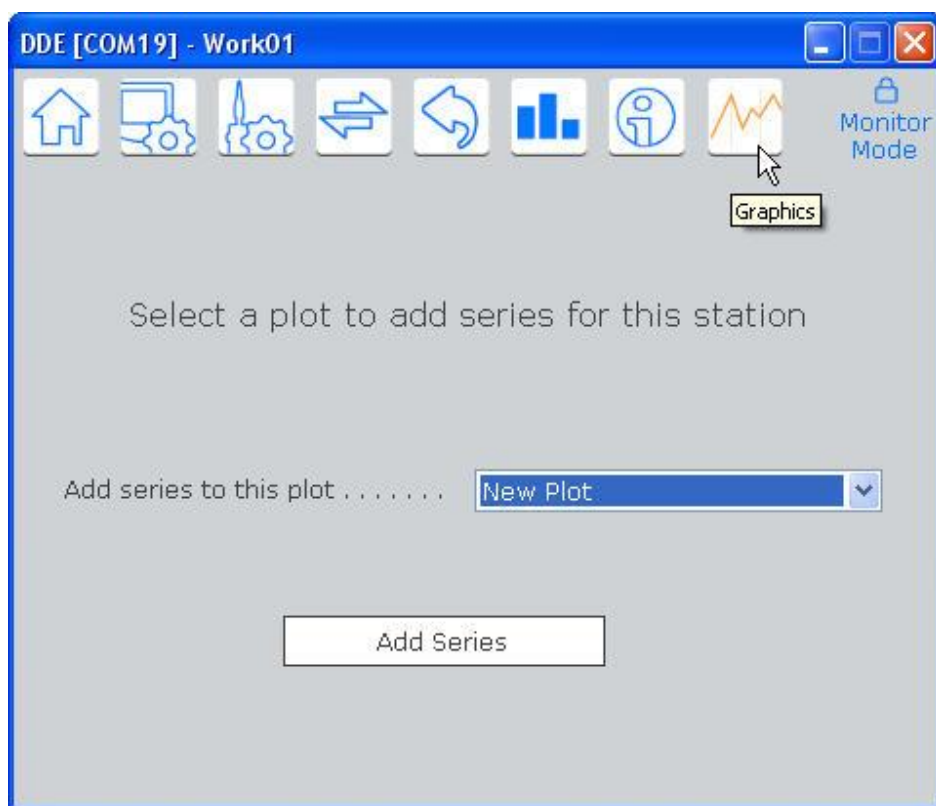 DDE [COM19] - Work01
Monitor
Mode
Graphics
Select a plot to add series for this station
Add series to this plot . . . . . . . New Plot
Add Series